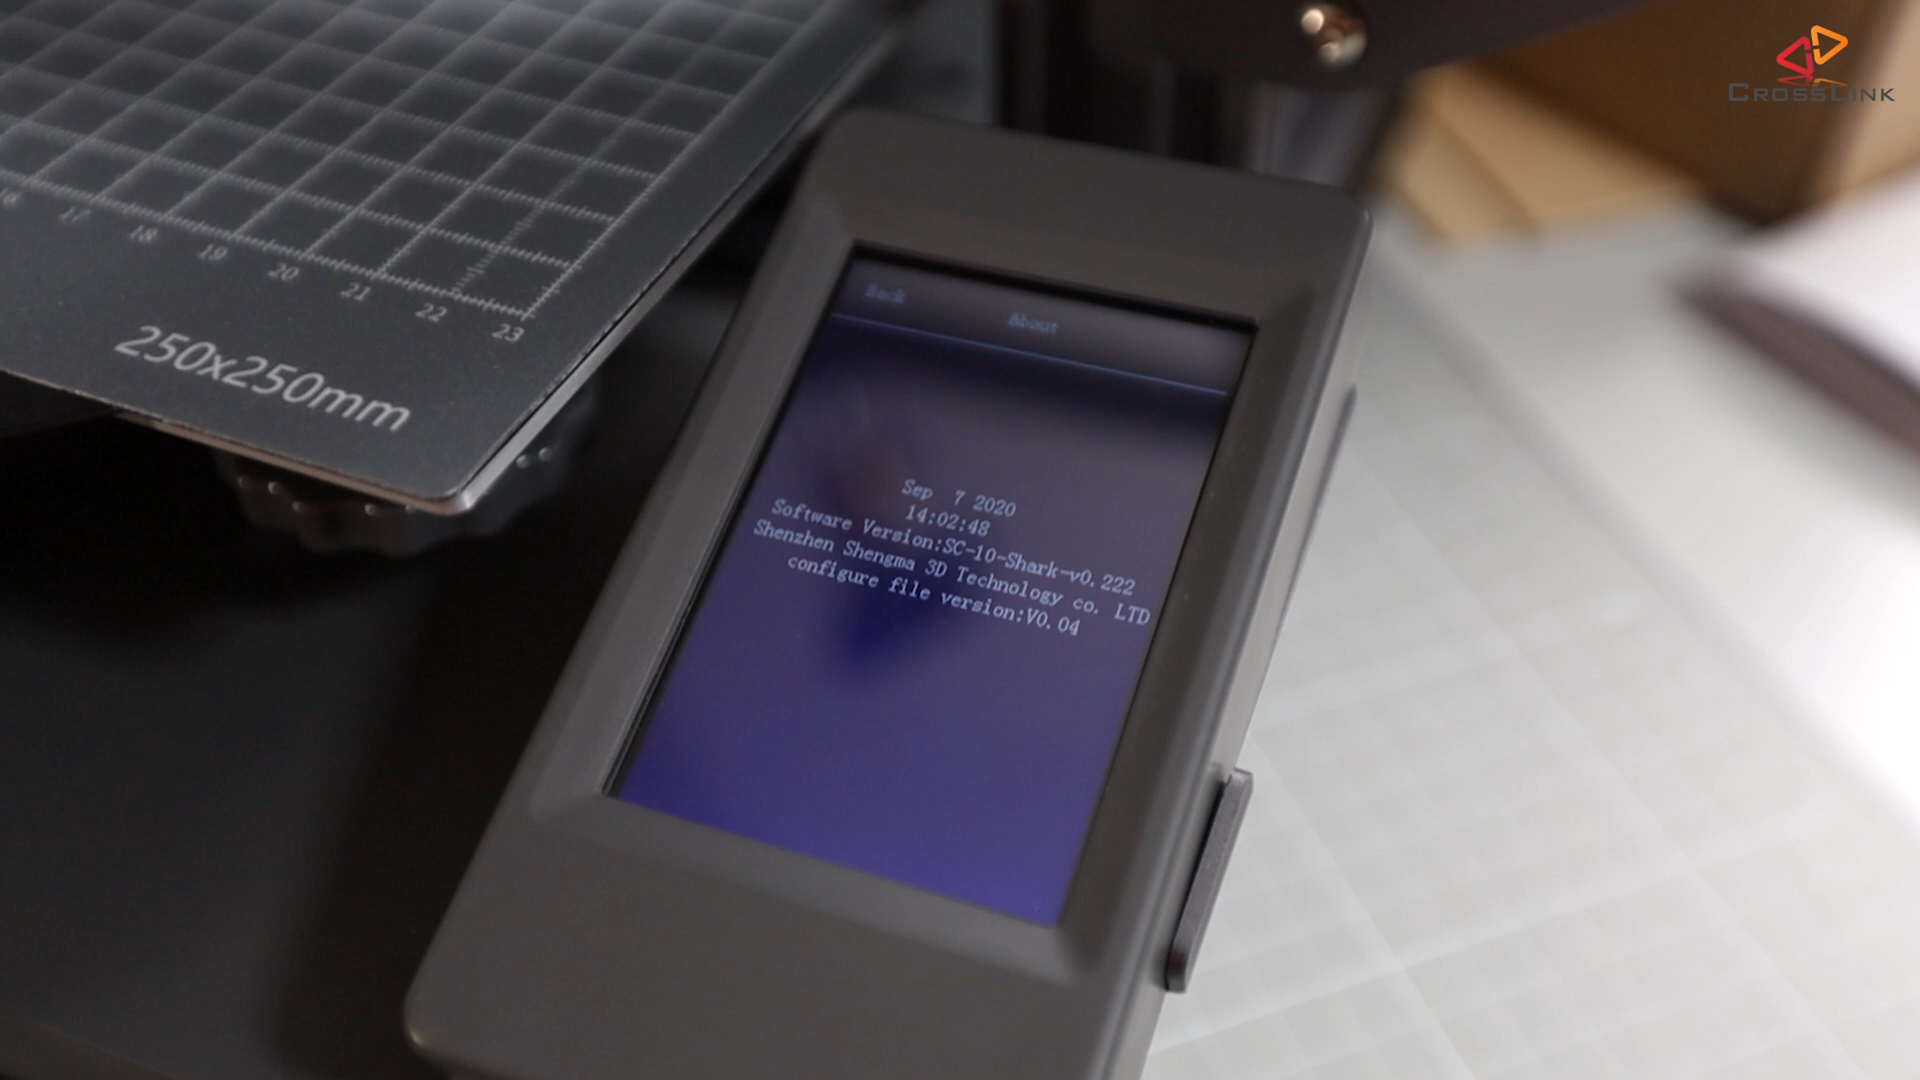 CROSSLINK
17
18
19
20
21
22
23
250x250mm
Back
About
Sep 7 2020
14:02:48
Software Version:SC-10-Shark-v0.222
Shenzhen Shengma 3D Technology co. LTD
configure file version:V0.04